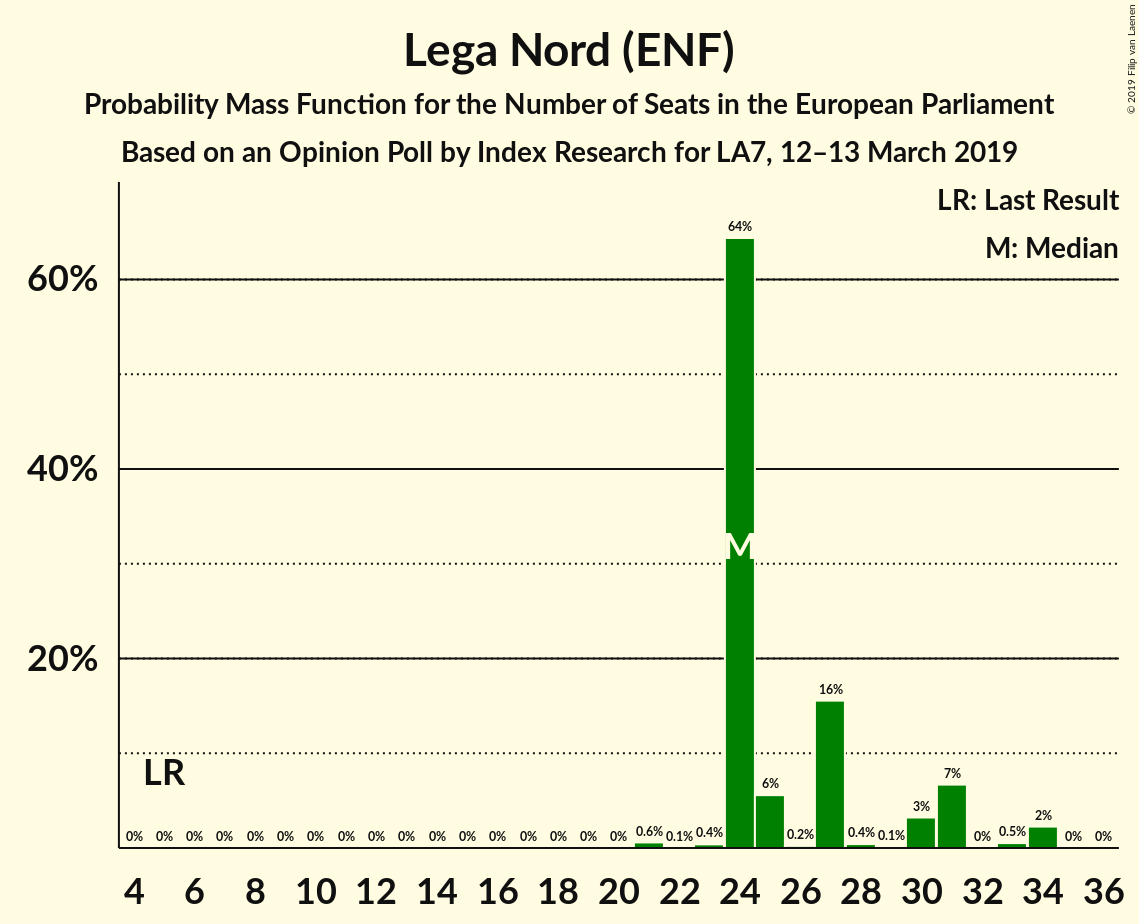 Lega Nord (ENF)
Probability Mass Function for the Number of Seats in the European Parliament
Based on an Opinion Poll by Index Research for LA7, 12–13 March 2019
© 2019 Filip van Laenen
LR: Last Result
M: Median
60%
40%
20%
LR
M
0% 0% 0% 0% 0% 0% 0% 0% 0% 0% 0% 0% 0% 0% 0% 0% 0% 0.6% 0.1% 0.4% 64% 6% 0.2% 16% 0.4% 0.1% 3% 7% 0% 0.5% 2% 0% 0%
4 6 8 10 12 14 16 18 20 22 24 26 28 30 32 34 36